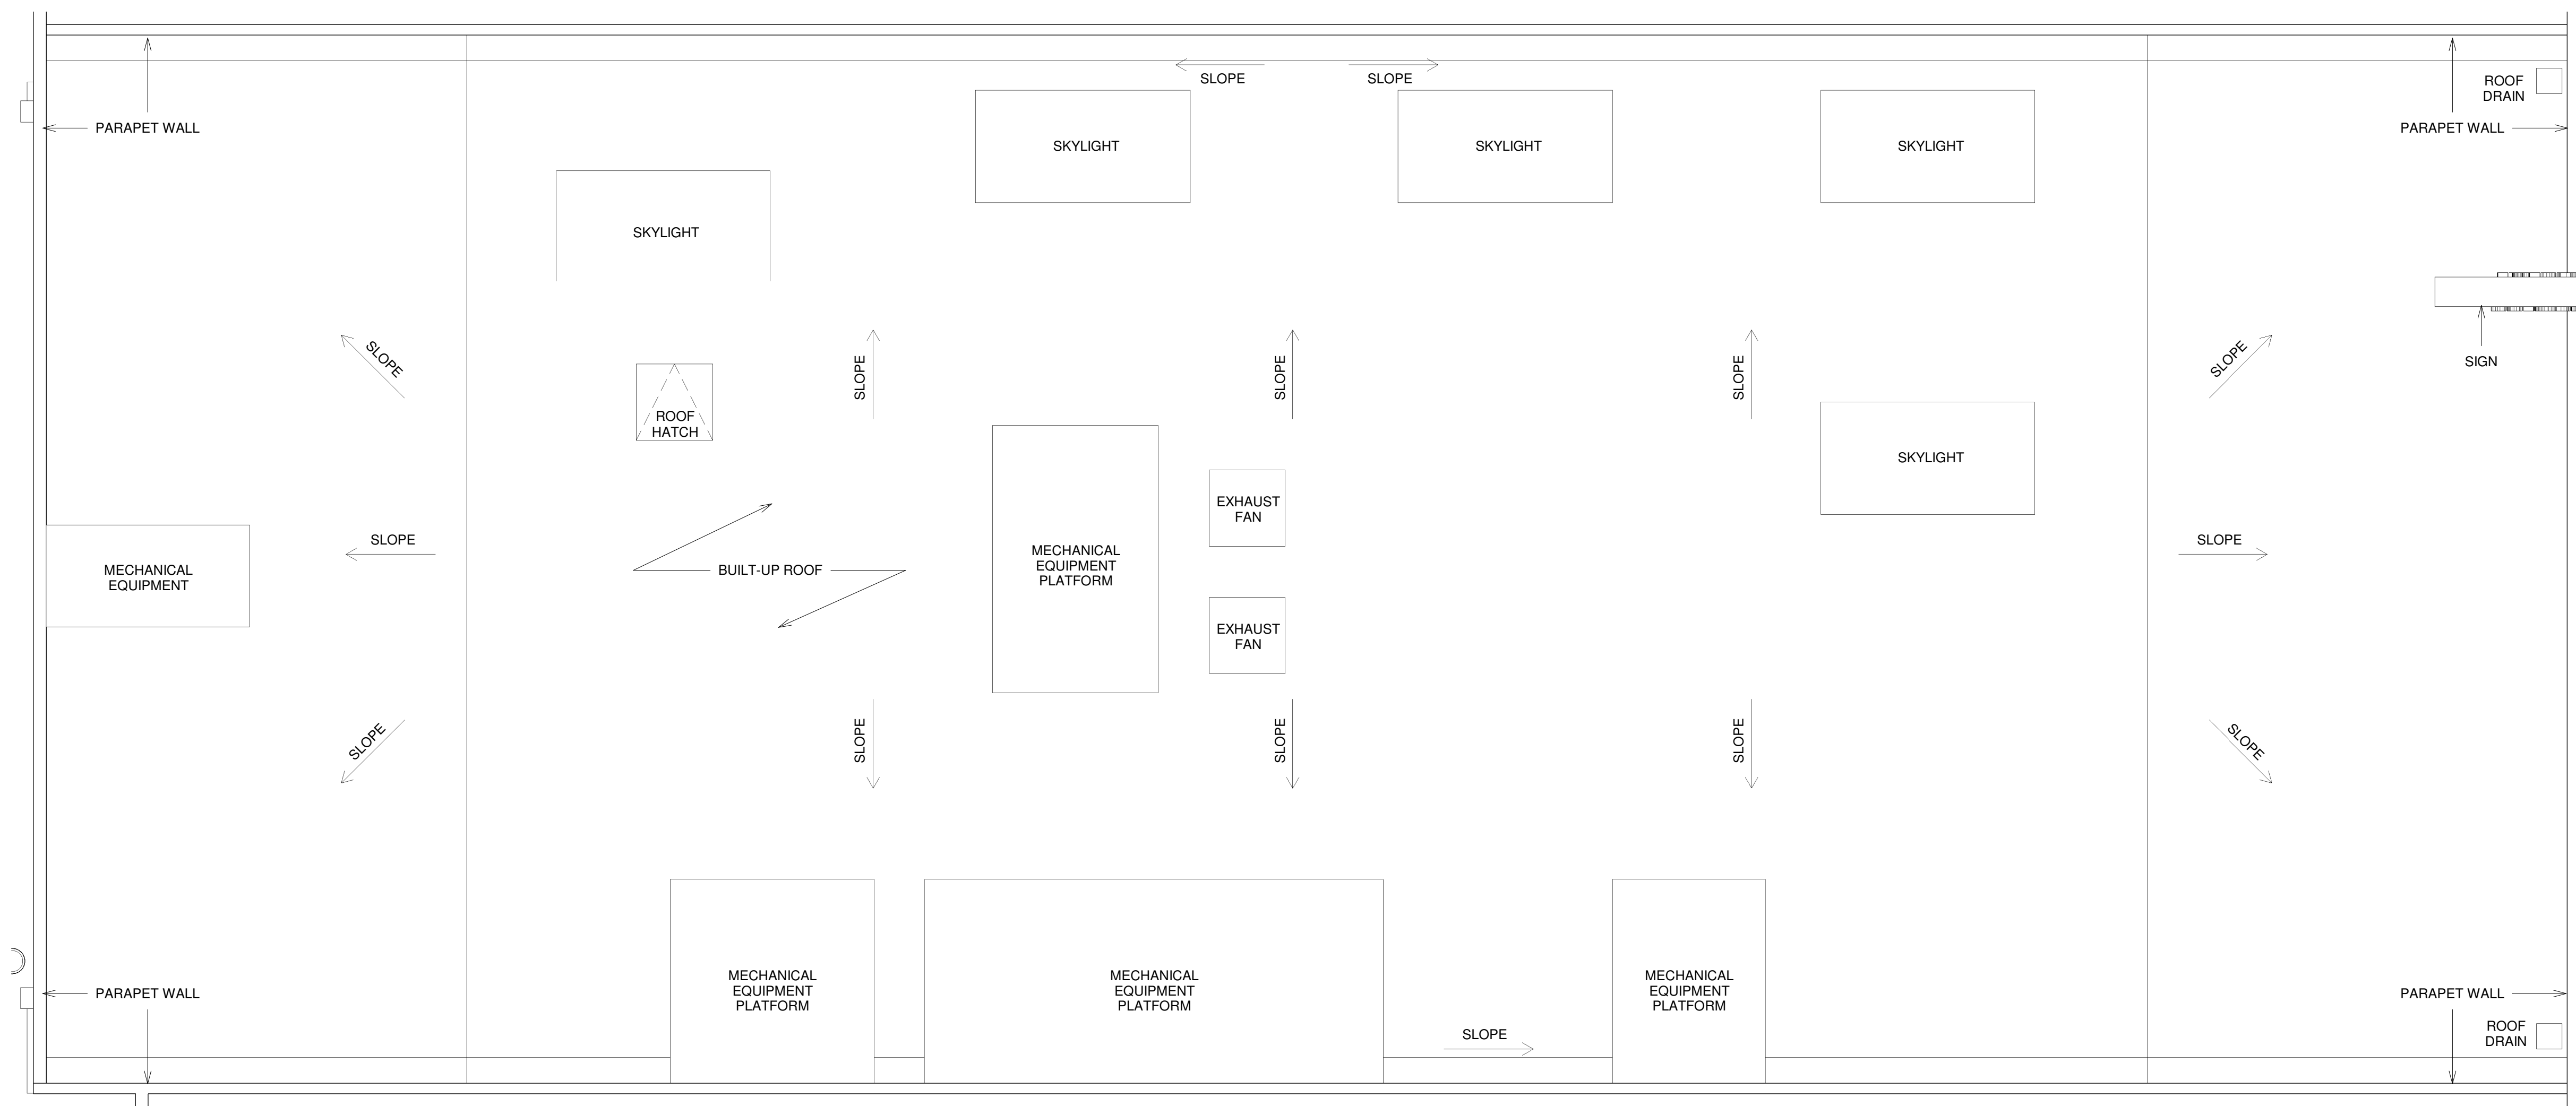 SLOPE
SLOPE
ROOF
DRAIN
PARAPET WALL
PARAPET WALL
SKYLIGHT
SKYLIGHT
SKYLIGHT
SKYLIGHT
SLOPE
SLOPE
SLOPE
SLOPE
SLOPE
SIGN
ROOF
HATCH
SKYLIGHT
EXHAUST
FAN
SLOPE
SLOPE
MECHANICAL
EQUIPMENT
PLATFORM
MECHANICAL
EQUIPMENT
BUILT-UP ROOF
EXHAUST
FAN
SLOPE
SLOPE
SLOPE
SLOPE
SLOPE
MECHANICAL
EQUIPMENT
PLATFORM
MECHANICAL
EQUIPMENT
PLATFORM
MECHANICAL
EQUIPMENT
PLATFORM
PARAPET WALL
PARAPET WALL
SLOPE
ROOF
DRAIN